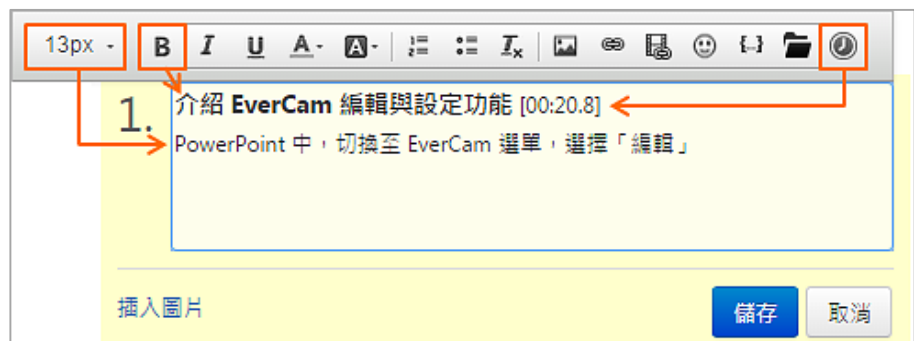 13px B I U A A Ix {..}
1. 介紹 EverCam 編輯與設定功能 [00:20.8]
PowerPoint 中，切換至 EverCam 選單，選擇「編輯」
插入圖片 儲存 取消